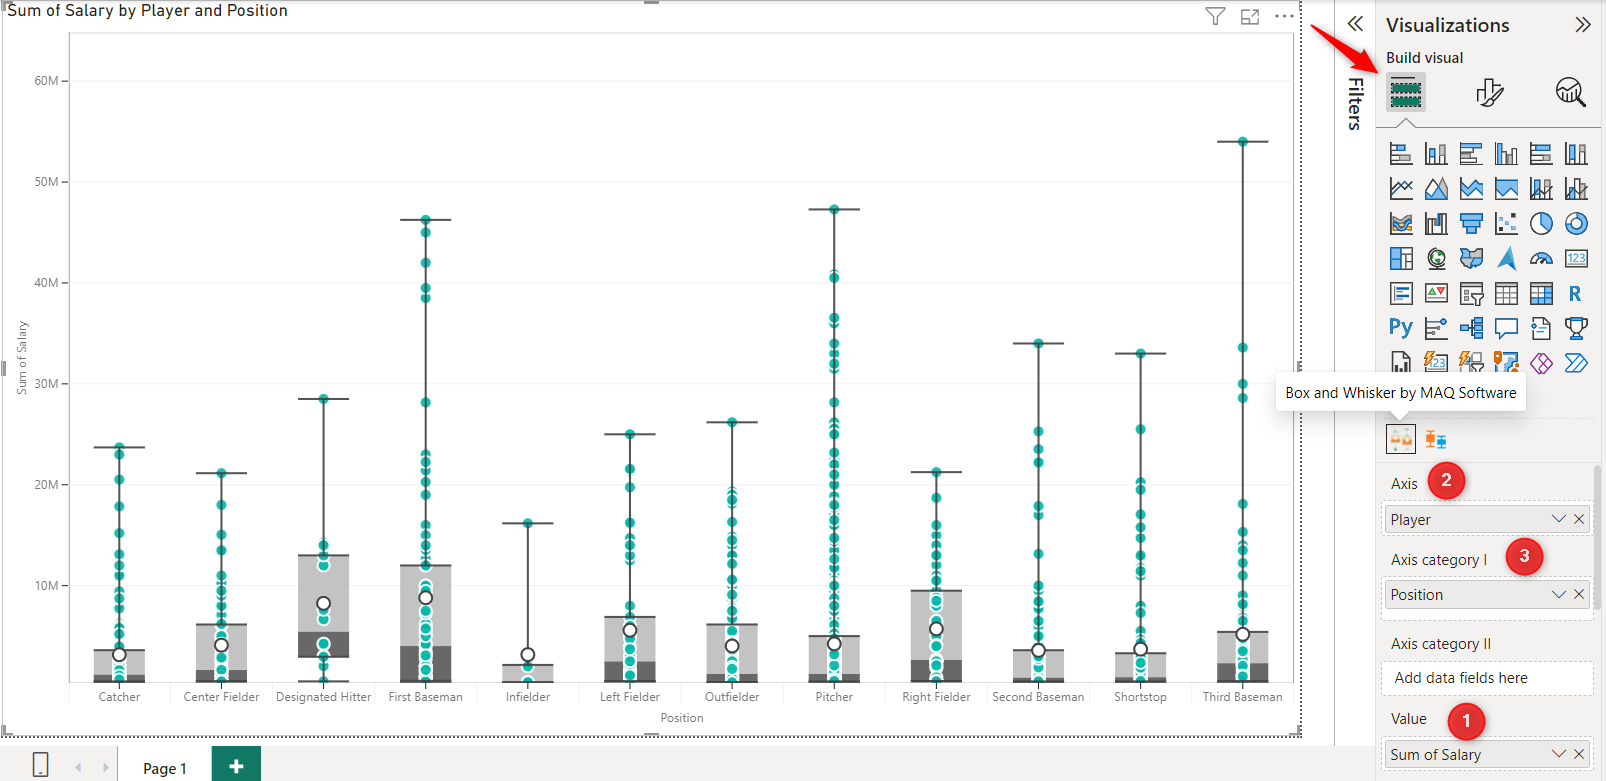 Sum of Salary by Player and Position
60M
50M
40M
30M
20M
10M
Sum of Salary
Catcher
Center Fielder
Designated Hitter
First Baseman
Infielder
Left Fielder
Outfielder
Pitcher
Right Fielder
Second Baseman
Shortstop
Third Baseman
Position
Page 1
+
Filters
Visualizations
Build visual
123
R
Py
123
Box and Whisker by MAQ Software
Axis 2
Player
Axis category I 3
Position
Axis category II
Add data fields here
Value 1
Sum of Salary